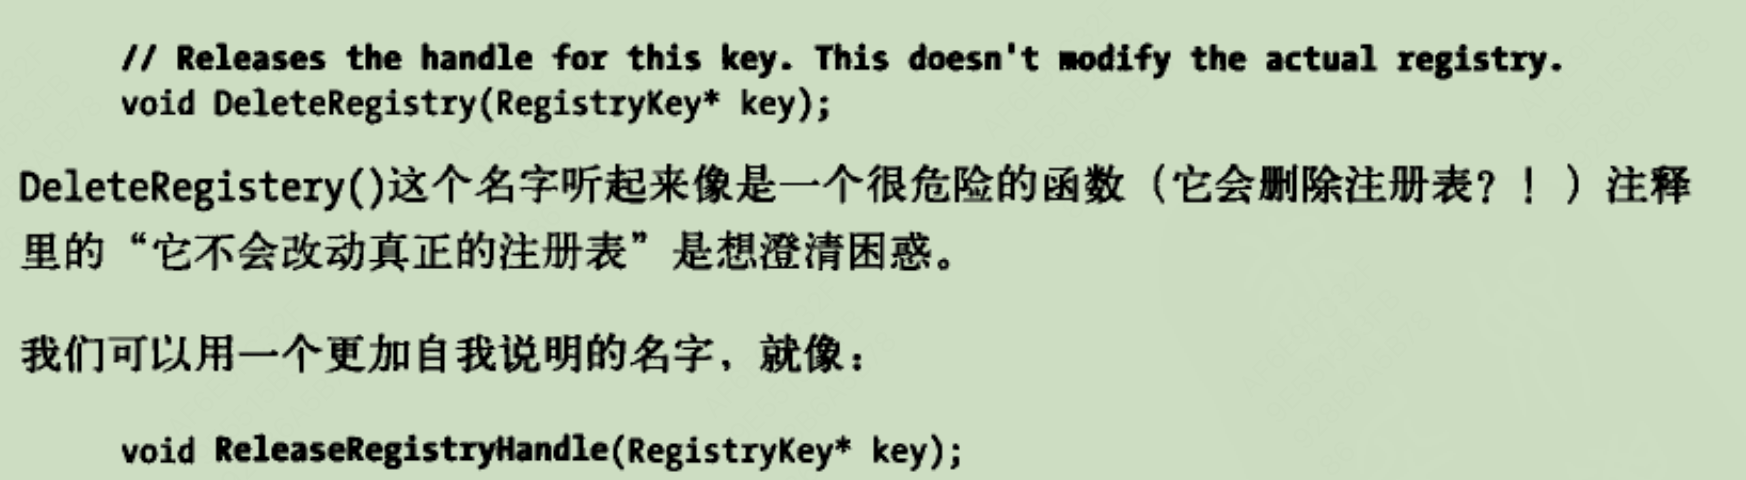 // Releases the handle for this key. This doesn't modify the actual registry.
void DeleteRegistry(RegistryKey* key);
DeleteRegistery()这个名字听起来像是一个很危险的函数（它会删除注册表？！）注释
里的“它不会改动真正的注册表”是想澄清困惑。
我们可以用一个更加自我说明的名字，就像：
void ReleaseRegistryHandle(RegistryKey* key);